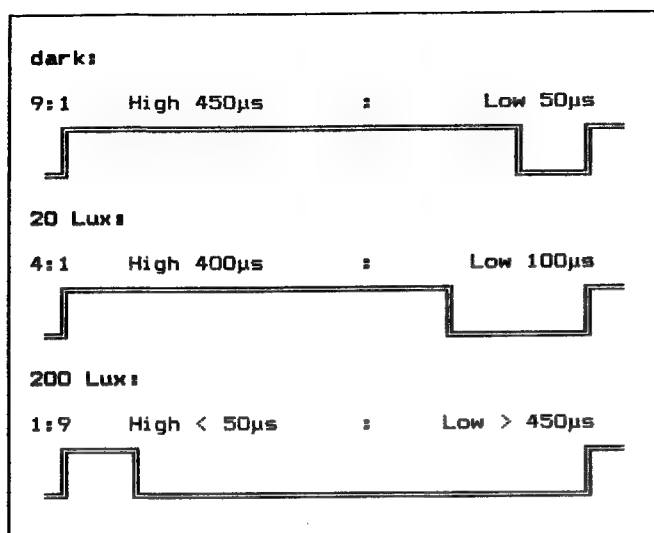 dark:
9:1 High 450µs : Low 50µs
20 Lux:
4:1 High 400µs : Low 100µs
200 Lux:
1:9 High < 50µs : Low > 450µs